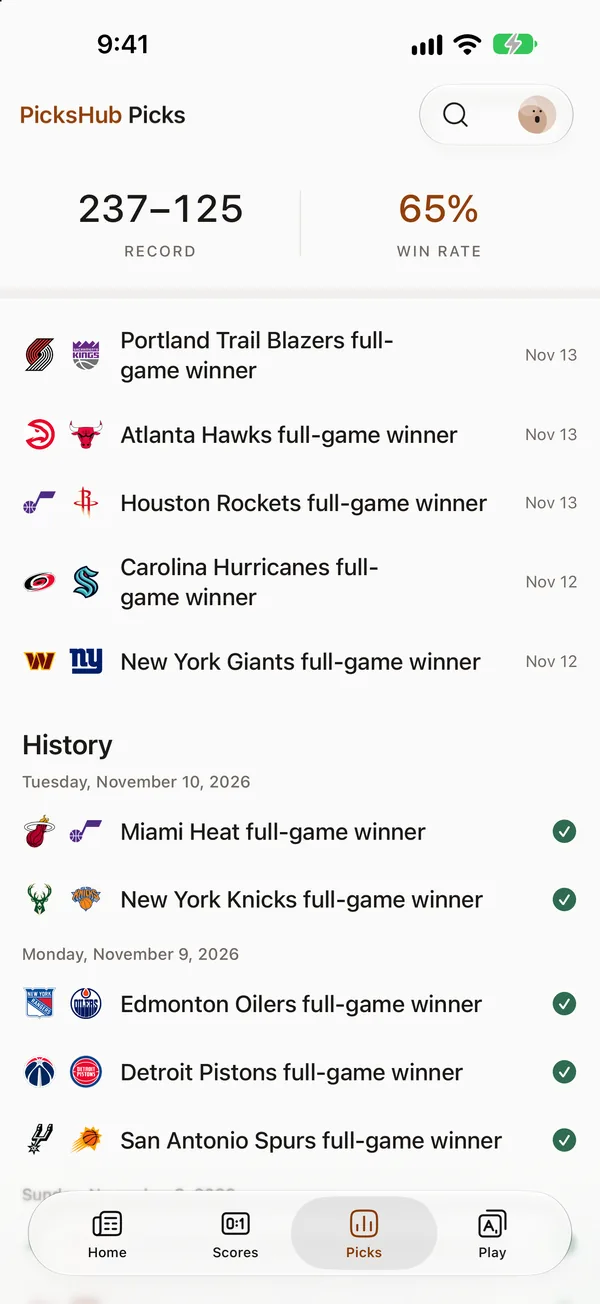 9:41
PicksHub Picks
237–125
65%
RECORD
WIN RATE
Portland Trail Blazers full-
game winner
Nov 13
Atlanta Hawks full-game winner
Nov 13
Houston Rockets full-game winner
Nov 13
Carolina Hurricanes full-
game winner
Nov 12
New York Giants full-game winner
Nov 12
History
Tuesday, November 10, 2026
Miami Heat full-game winner
New York Knicks full-game winner
Monday, November 9, 2026
Edmonton Oilers full-game winner
Detroit Pistons full-game winner
San Antonio Spurs full-game winner
Home
Scores
Picks
Play